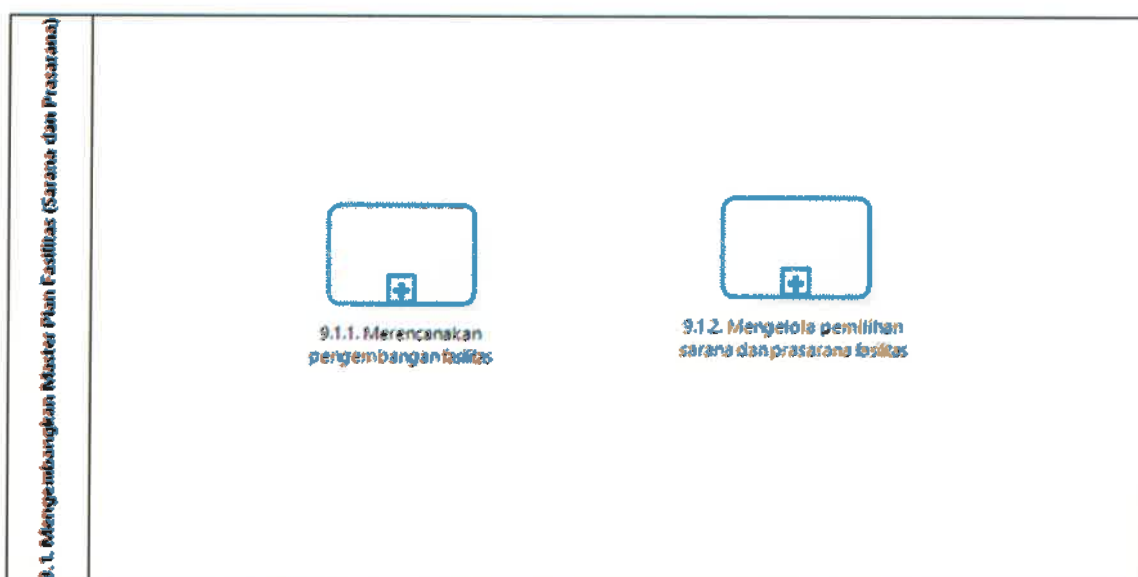 9.1. Mengembangkan Master Plan Fasilitas (Sarana dan Prasarana)
9.1.1. Merencanakan
pengembangan fasilitas
9.1.2. Mengelola pemilihan
sarana dan prasarana fasilitas